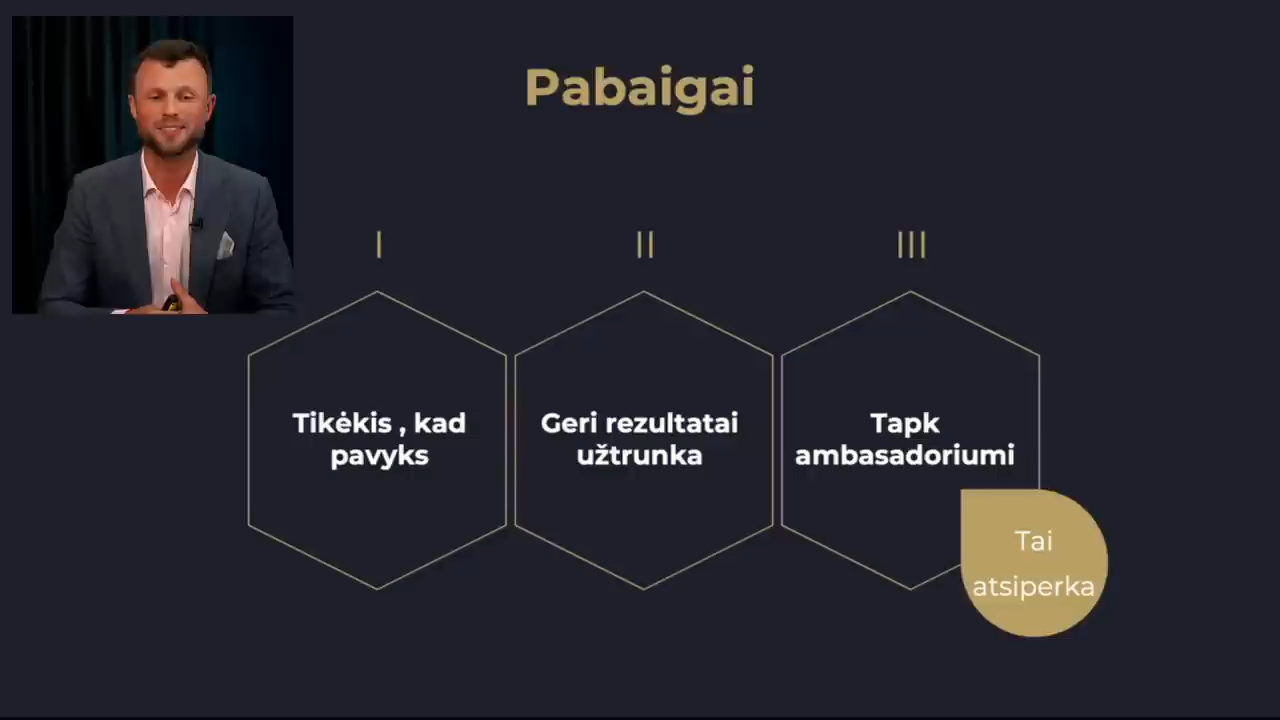 Pabaigai
I
II
III
Tikėkis , kad
pavyks
Geri rezultatai
užtrunka
Tapk
ambasadoriumi
Tai
atsiperka